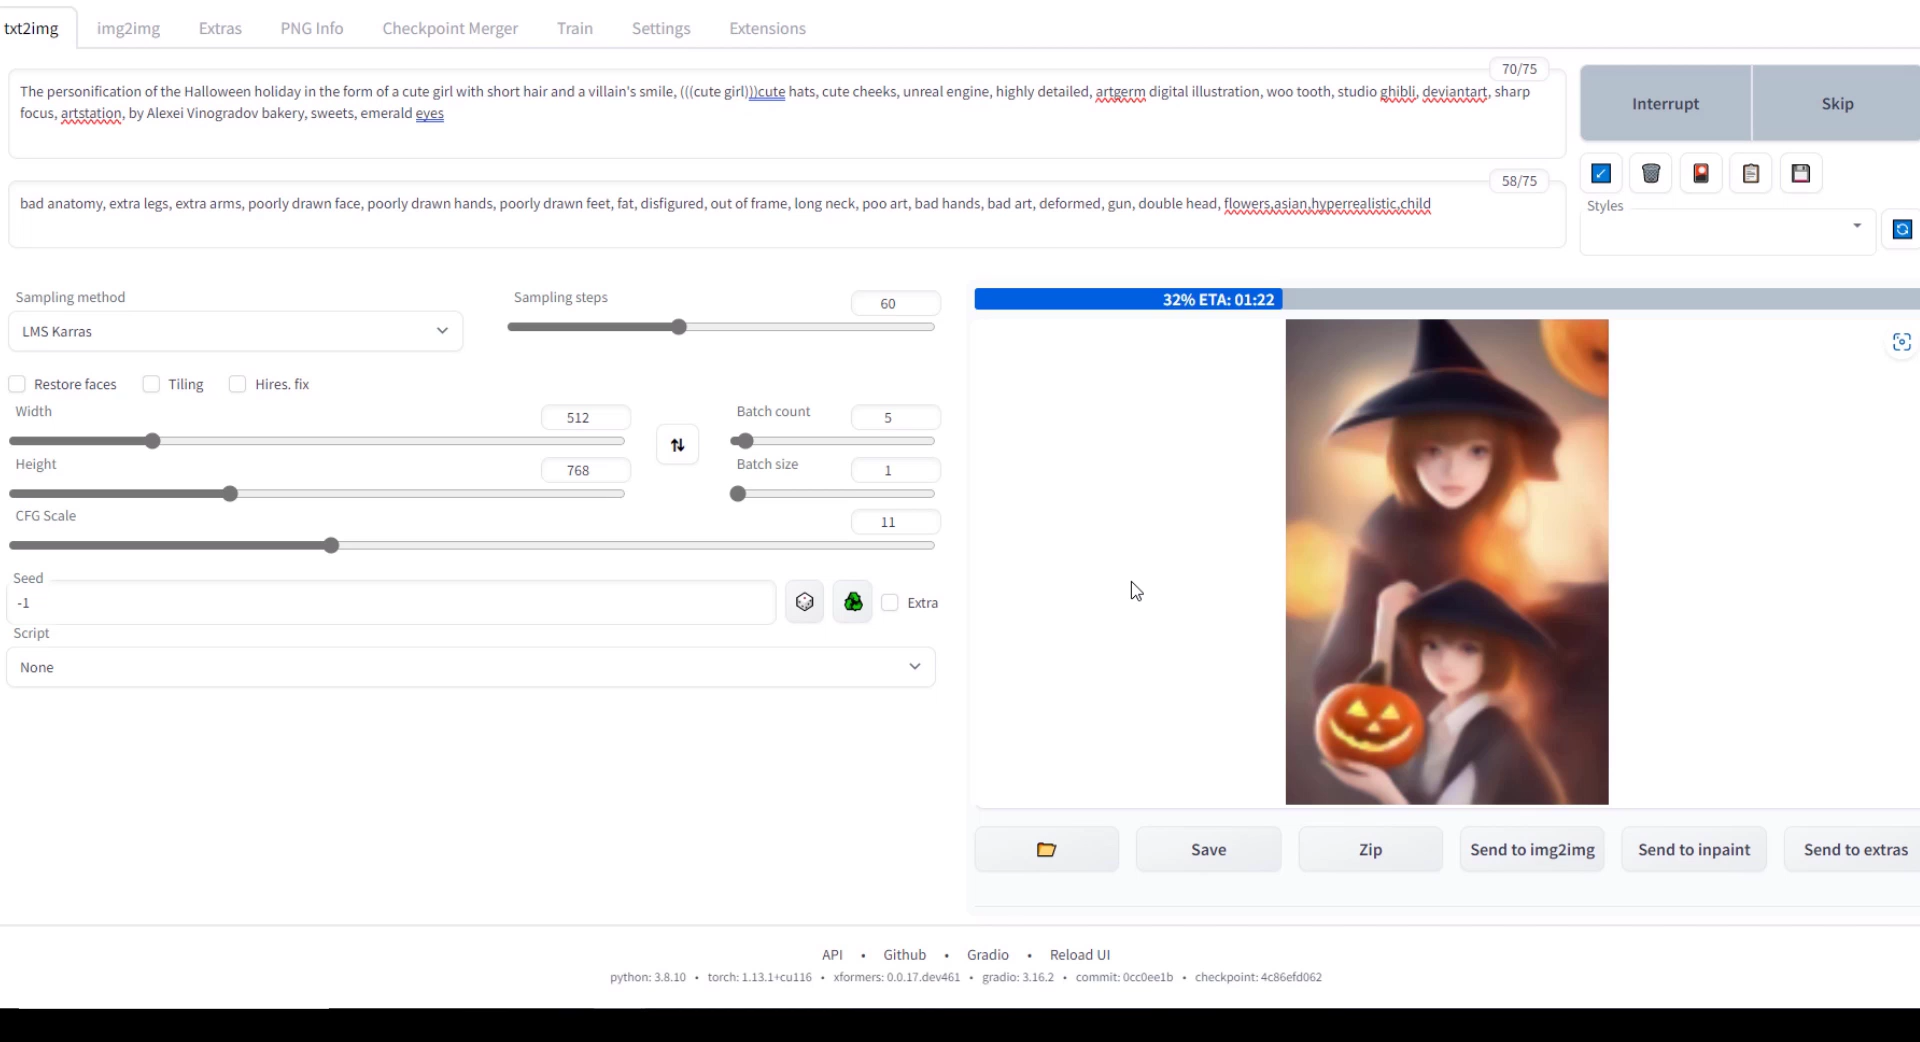 txt2img img2img Extras PNG Info Checkpoint Merger Train Settings Extensions
70/75
The personification of the Halloween holiday in the form of a cute girl with short hair and a villain's smile, (((cute girl)))cute hats, cute cheeks, unreal engine, highly detailed, artgerm digital illustration, woo tooth, studio ghibli, deviantart, sharp
focus, artstation, by Alexei Vinogradov bakery, sweets, emerald eyes
Interrupt Skip
58/75
bad anatomy, extra legs, extra arms, poorly drawn face, poorly drawn hands, poorly drawn feet, fat, disfigured, out of frame, long neck, poo art, bad hands, bad art, deformed, gun, double head, flowers,asian,hyperrealistic,child
Styles
Sampling method
LMS Karras
Sampling steps
60
32% ETA: 01:22
Restore faces Tiling Hires. fix
Width
512
Batch count
5
Height
768
Batch size
1
CFG Scale
11
Seed
-1
Extra
Script
None
Save Zip Send to img2img Send to inpaint Send to extras
API • Github • Gradio • Reload UI
python: 3.8.10 • torch: 1.13.1+cu116 • xformers: 0.0.17.dev461 • gradio: 3.16.2 • commit: 0cc0ee1b • checkpoint: 4c86efd062